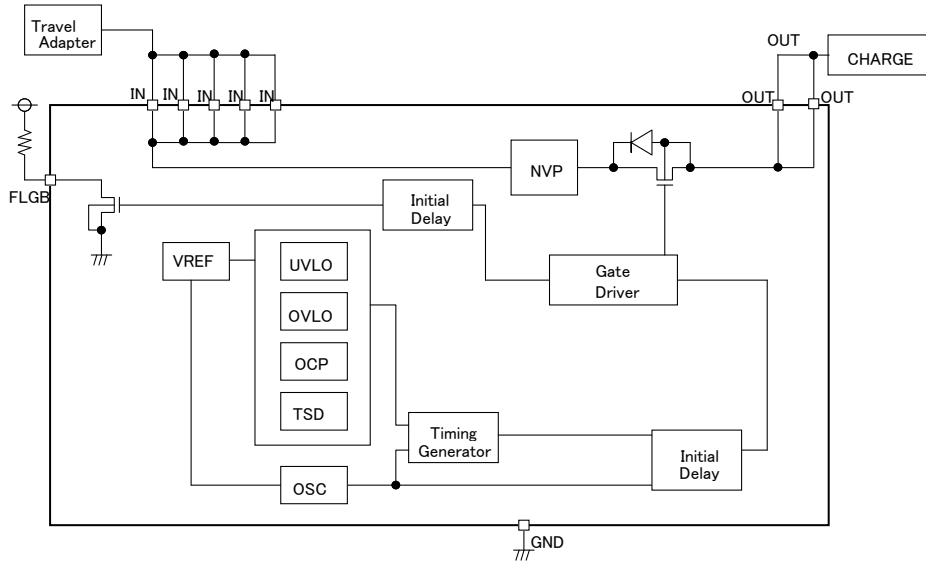 Travel
Adapter
OUT
CHARGE
IN
IN
IN
IN
IN
OUT
OUT
NVP
FLGB
Initial
Delay
VREF
UVLO
Gate
Driver
OVLO
OCP
TSD
Timing
Generator
Initial
Delay
OSC
GND